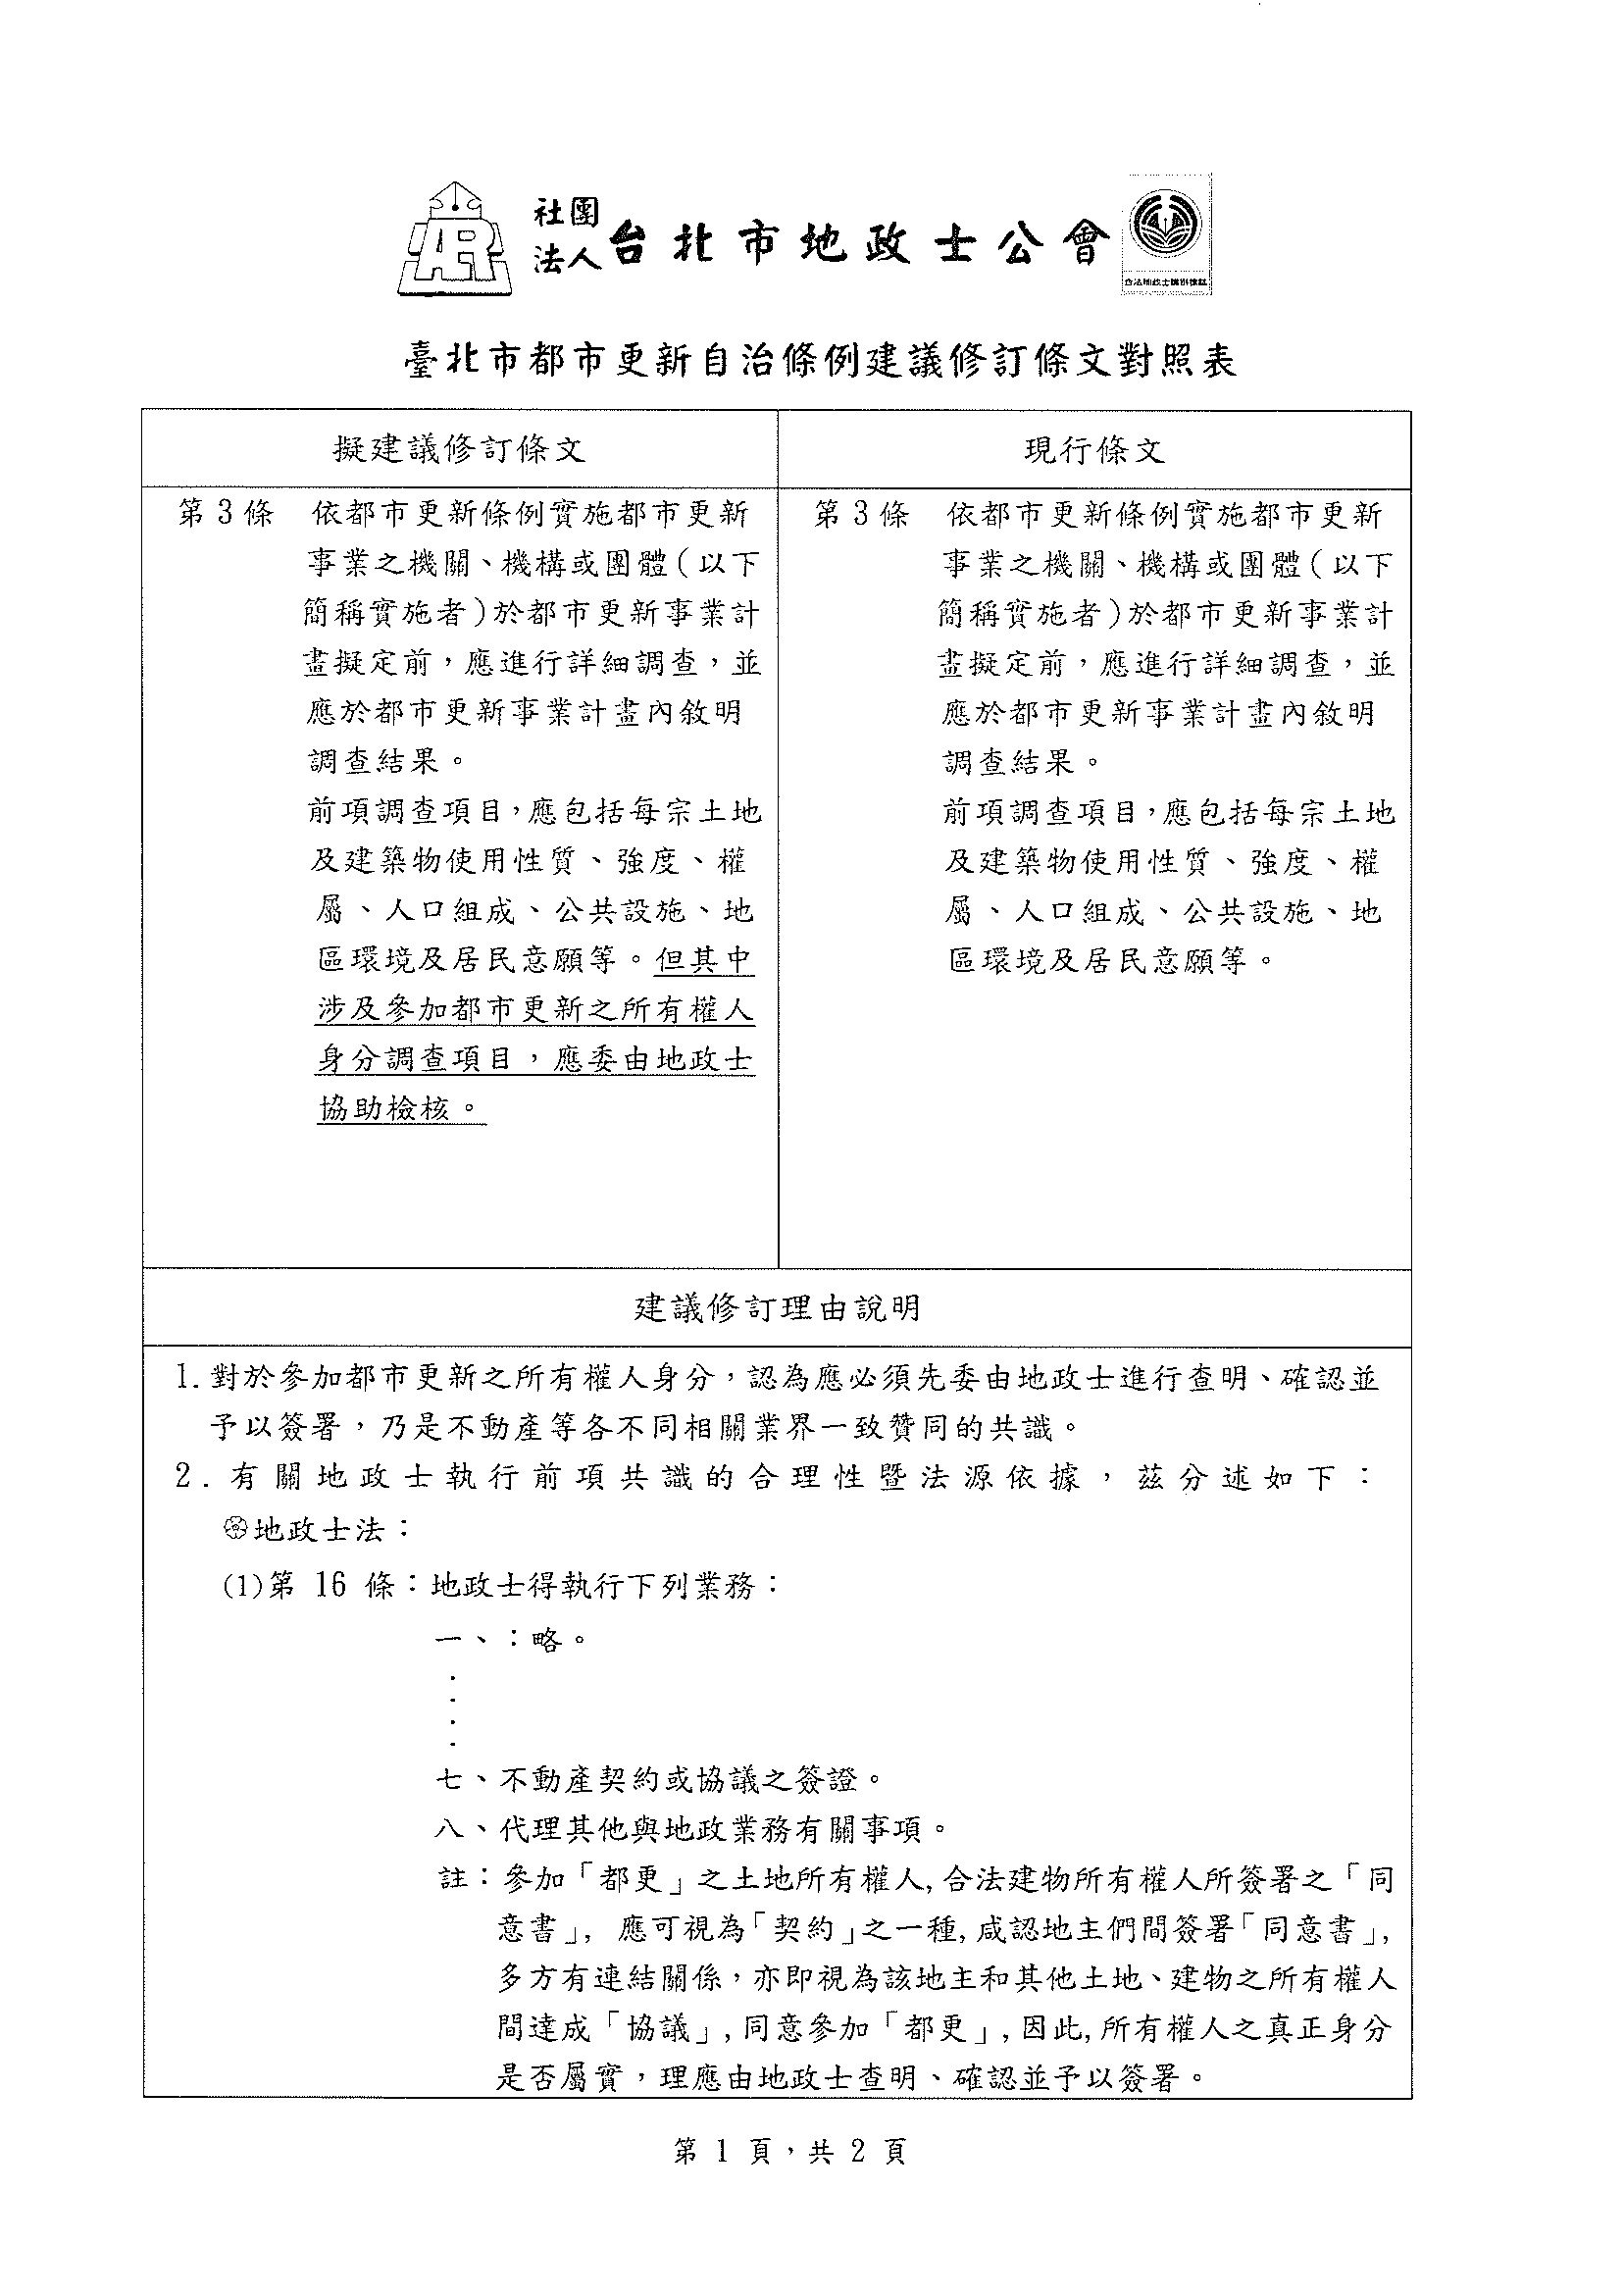 社團法人台北市地政士公會
合法地政士識別標誌
臺北市都市更新自治條例建議修訂條文對照表
擬建議修訂條文
現行條文
第 3 條 依都市更新條例實施都市更新
事業之機關、機構或團體(以下
簡稱實施者)於都市更新事業計
畫擬定前，應進行詳細調查，並
應於都市更新事業計畫內敘明
調查結果。
前項調查項目，應包括每宗土地
及建築物使用性質、強度、權
屬、人口組成、公共設施、地
區環境及居民意願等。但其中
涉及參加都市更新之所有權人
身分調查項目，應委由地政士
協助檢核。
第 3 條 依都市更新條例實施都市更新
事業之機關、機構或團體(以下
簡稱實施者)於都市更新事業計
畫擬定前，應進行詳細調查，並
應於都市更新事業計畫內敘明
調查結果。
前項調查項目，應包括每宗土地
及建築物使用性質、強度、權
屬、人口組成、公共設施、地
區環境及居民意願等。
建議修訂理由說明
1.對於參加都市更新之所有權人身分，認為應必須先委由地政士進行查明、確認並
予以簽署，乃是不動產等各不同相關業界一致贊同的共識。
2.有關地政士執行前項共識的合理性暨法源依據，茲分述如下：
地政士法：
(1)第 16 條：地政士得執行下列業務：
一、：略。
.
.
.
.
七、不動產契約或協議之簽證。
八、代理其他與地政業務有關事項。
註：參加「都更」之土地所有權人,合法建物所有權人所簽署之「同
意書」, 應可視為「契約」之一種,咸認地主們間簽署「同意書」,
多方有連結關係，亦即視為該地主和其他土地、建物之所有權人
間達成「協議」,同意參加「都更」,因此,所有權人之真正身分
是否屬實，理應由地政士查明、確認並予以簽署。
第 1 頁，共 2 頁